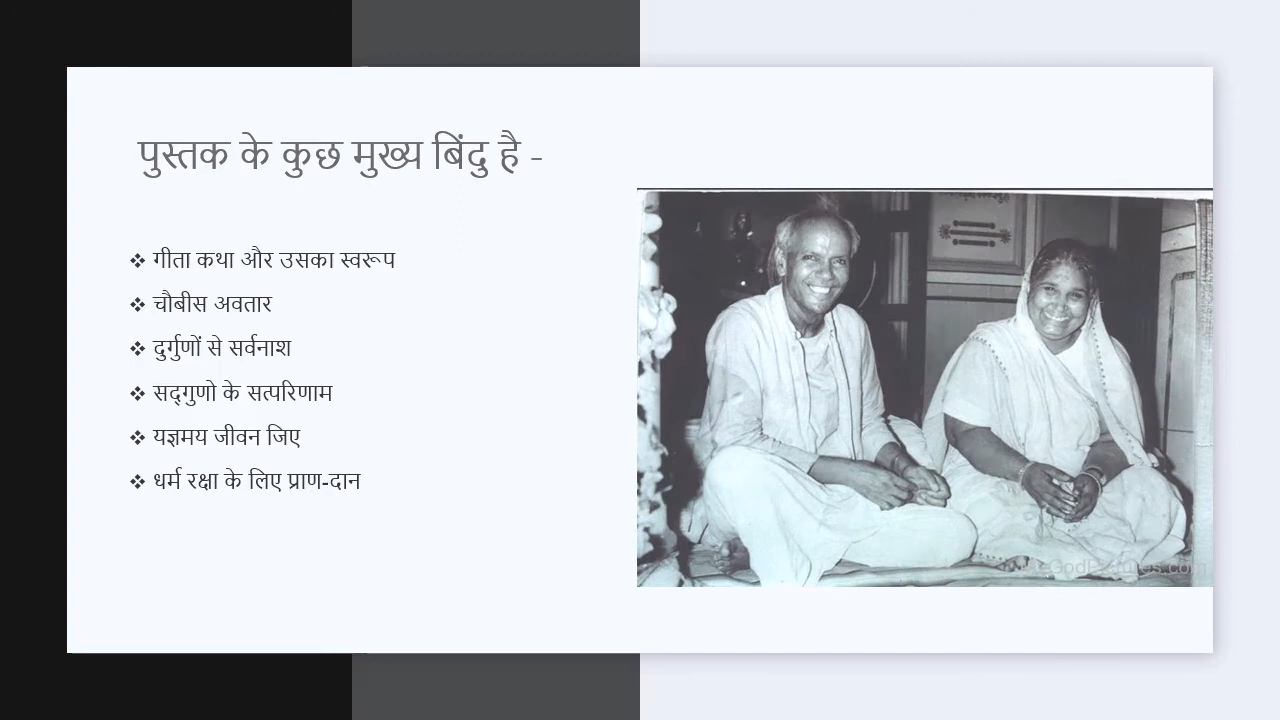 पुस्तक के कुछ मुख्य बिंदु है -
❖ गीता कथा और उसका स्वरूप
❖ चौबीस अवतार
❖ दुर्गुणों से सर्वनाश
❖ सद्गुणो के सत्परिणाम
❖ यज्ञमय जीवन जिए
❖ धर्म रक्षा के लिए प्राण-दान